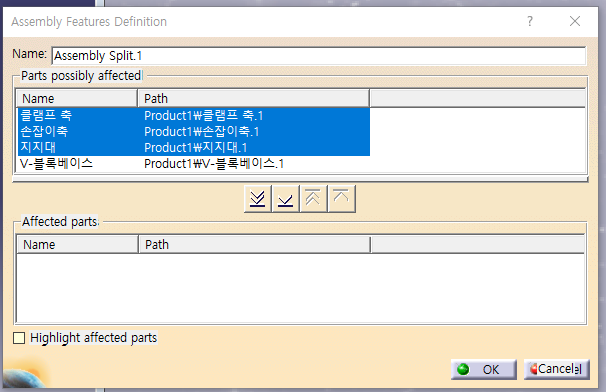 Assembly Features Definition
Name: Assembly Split.1
Parts possibly affected
Name Path
클램프 축 Product1₩클램프 축.1
손잡이축 Product1₩손잡이축.1
지지대 Product1₩지지대.1
V-블록베이스 Product1₩V-블록베이스.1
Affected parts
Name Path
Highlight affected parts
OK Cancel